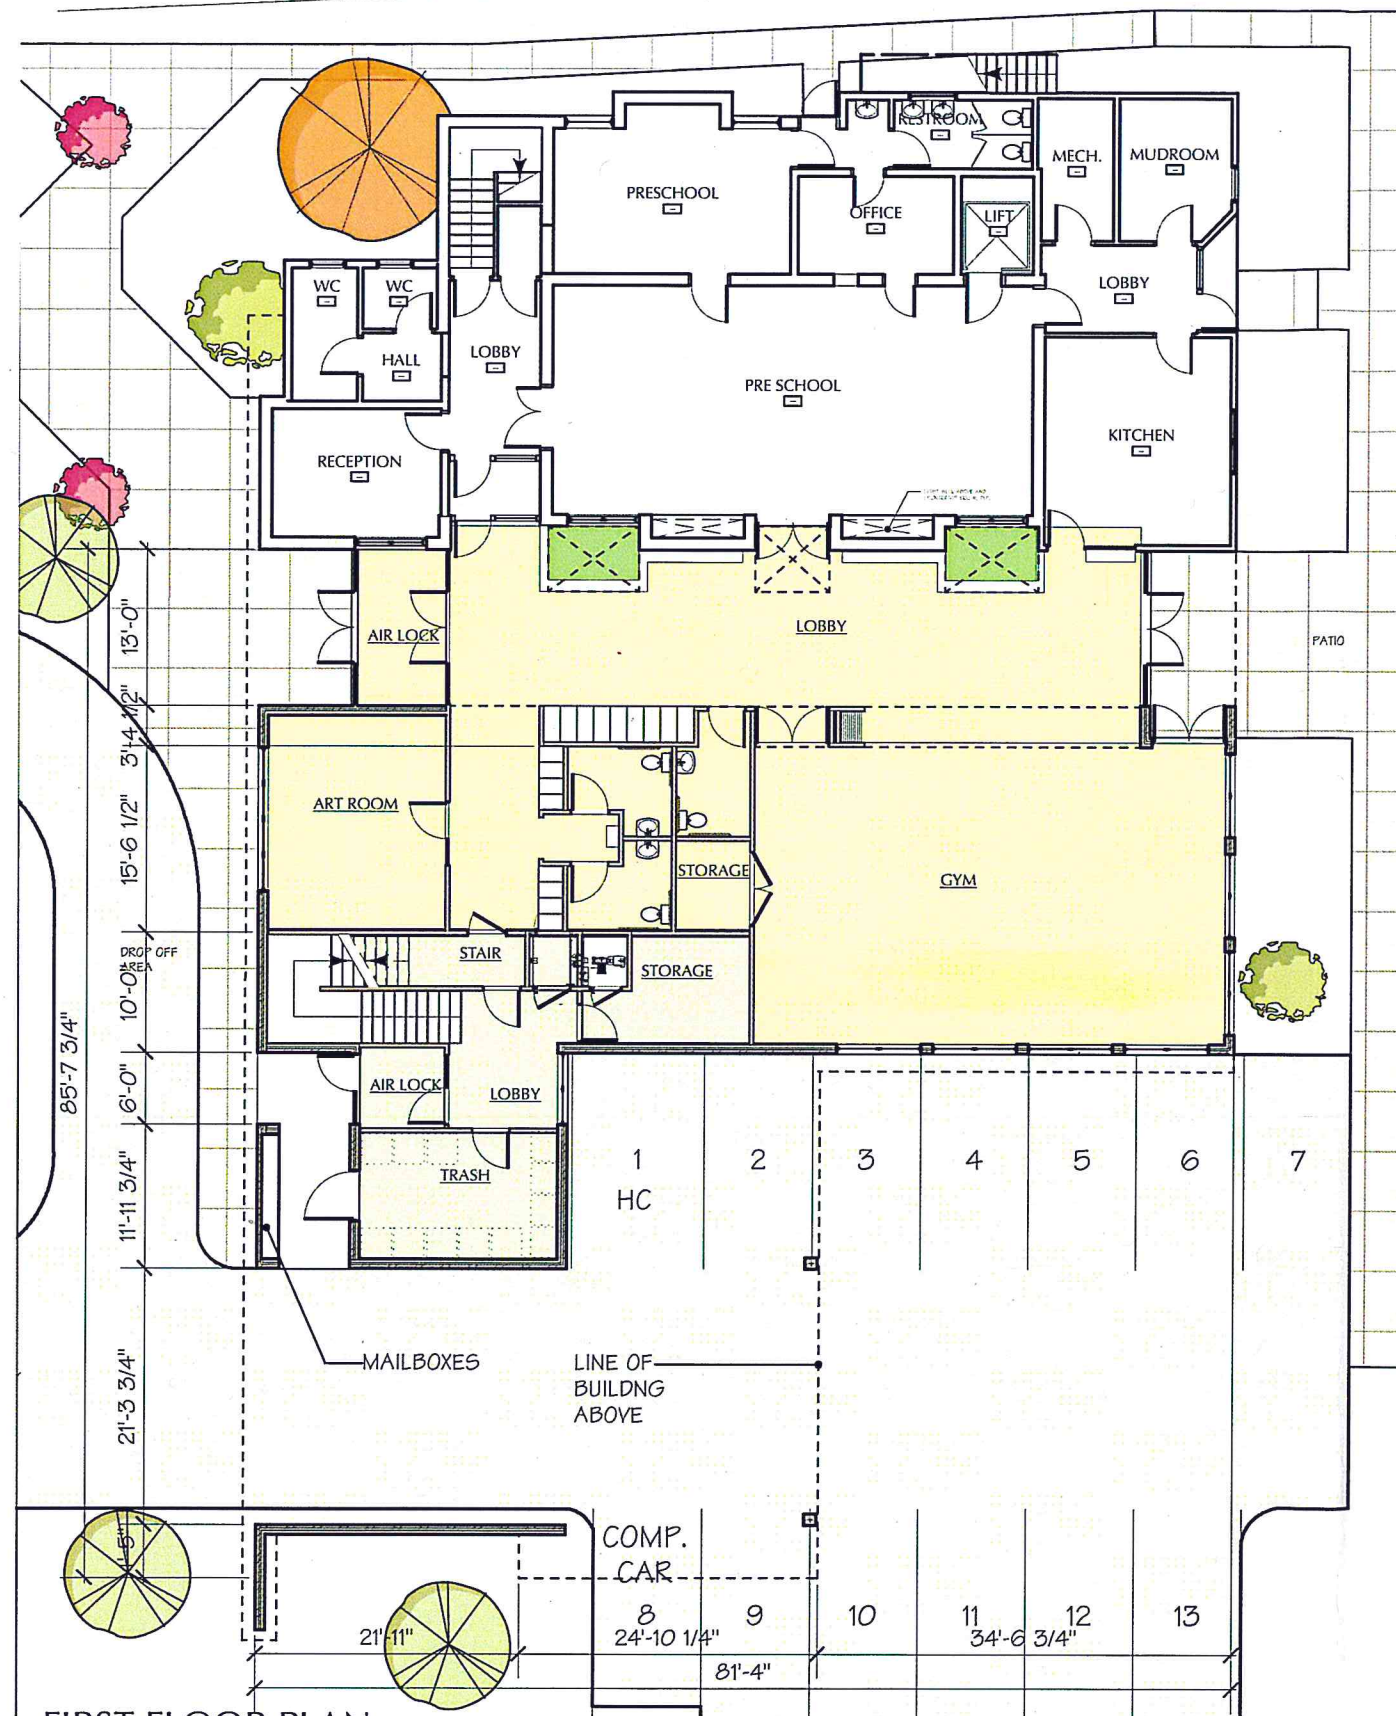 RESTROOM
MECH.
MUDROOM
PRESCHOOL
OFFICE
LIFT
WC
WC
LOBBY
HALL
LOBBY
PRE SCHOOL
RECEPTION
KITCHEN
AIR LOCK
LOBBY
PATIO
13'-0"
3'-4 1/2"
ART ROOM
15'-6 1/2"
STORAGE
GYM
DROP OFF
AREA
STAIR
STORAGE
10'-0"
85'-7 3/4"
AIR LOCK
LOBBY
6'-0"
1
2
3
4
5
6
7
HC
TRASH
11'-11 3/4"
MAILBOXES
LINE OF
BUILDNG
ABOVE
21'-3 3/4"
COMP.
CAR
8
9
10
11
12
13
21'-11"
24'-10 1/4"
34'-6 3/4"
81'-4"
FIRST FLOOR PLAN